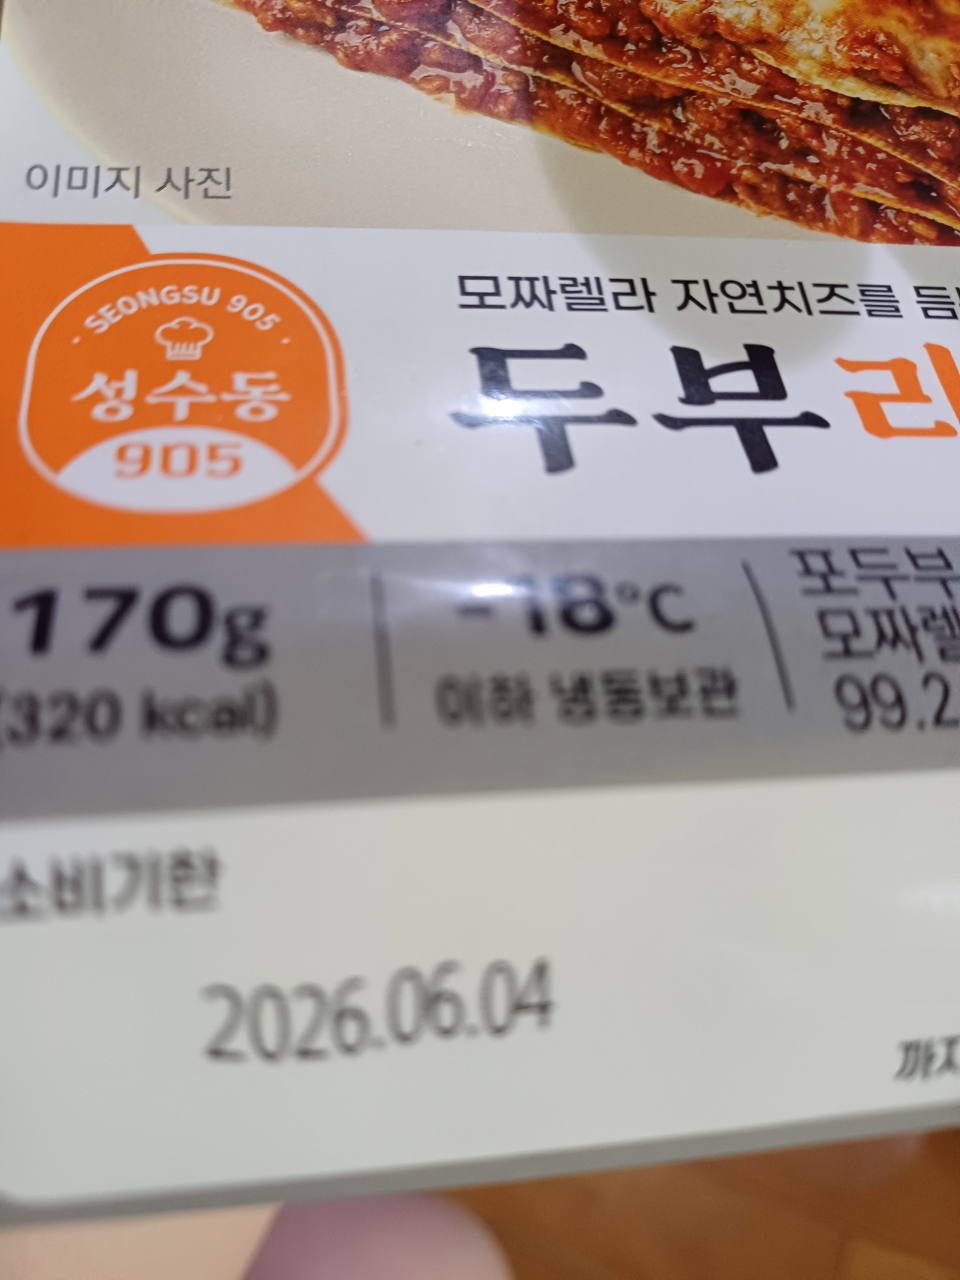 이미지 사진
SEONGSU 905
성수동
905
모짜렐라 자연치즈를
두부
170g
(320 kcal)
-18°C
이하 냉동보관
포두부
모짜렐
99.2
소비기한
2026.06.04
까지